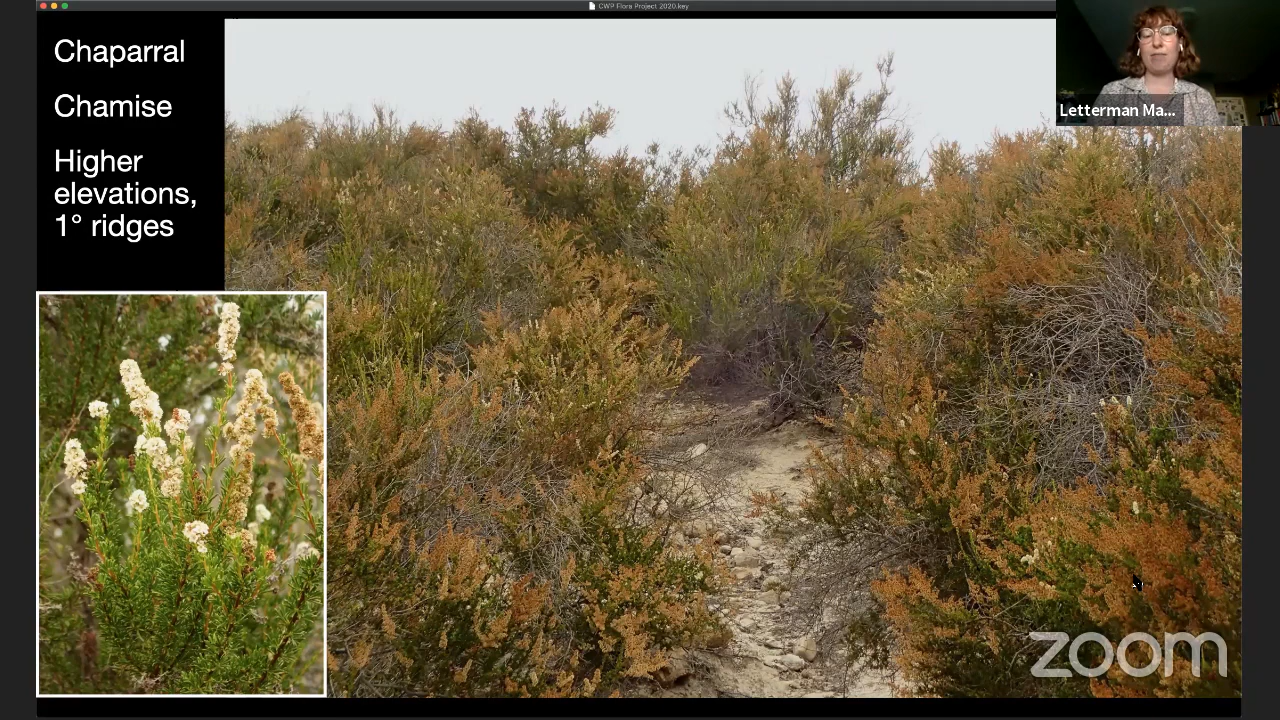 CWP Flora Project 2020.key
Chaparral
Chamise
Higher
elevations,
1° ridges
Letterman Ma...
zoom